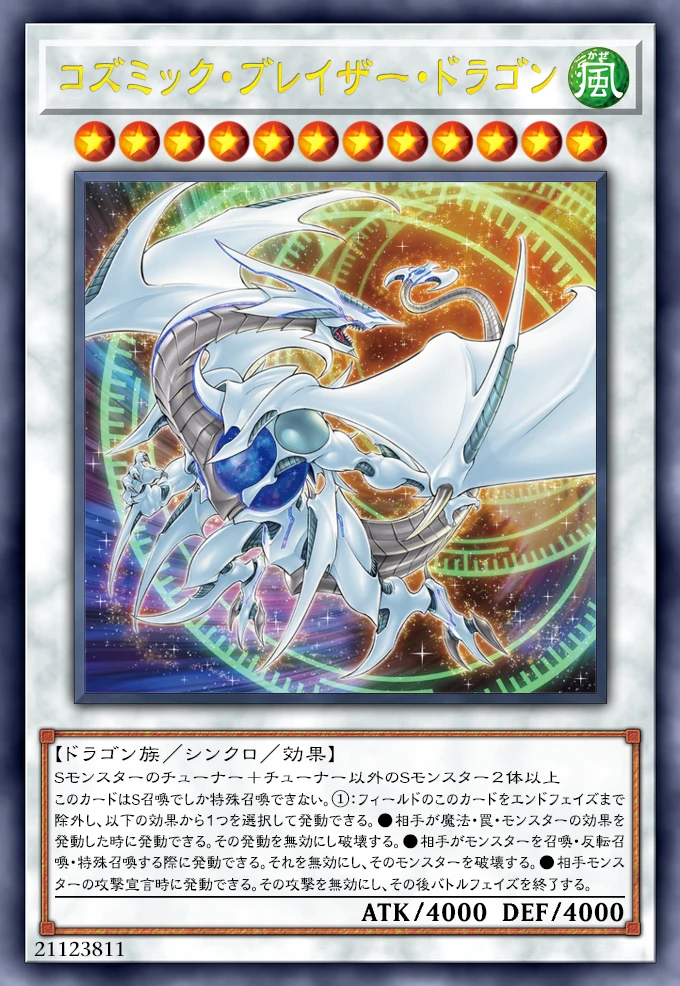 コズミック・ブレイザー・ドラゴン
かぜ
風
【ドラゴン族／シンクロ／効果】
Sモンスターのチューナー＋チューナー以外のSモンスター２体以上
このカードはS召喚でしか特殊召喚できない。①：フィールドのこのカードをエンドフェイズまで
除外し、以下の効果から1つを選択して発動できる。●相手が魔法・罠・モンスターの効果を
発動した時に発動できる。その発動を無効にし破壊する。●相手がモンスターを召喚・反転召
喚・特殊召喚する際に発動できる。それを無効にし、そのモンスターを破壊する。●相手モンス
ターの攻撃宣言時に発動できる。その攻撃を無効にし、その後バトルフェイズを終了する。
ATK/4000 DEF/4000
21123811